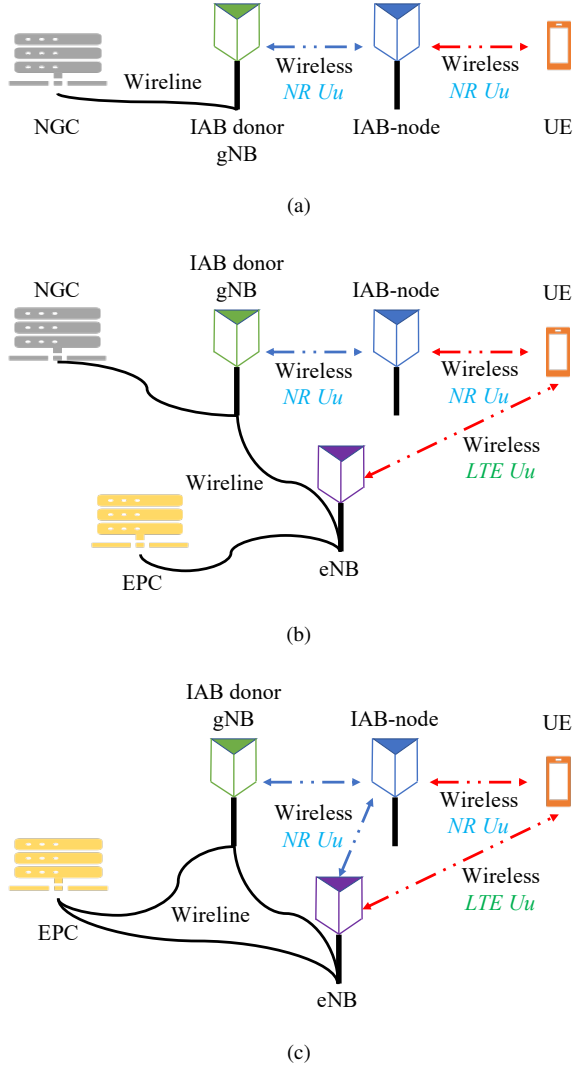 Wireline
Wireless
NR Uu
Wireless
NR Uu
NGC
IAB donor
gNB
IAB-node
UE
(a)
NGC
IAB donor
gNB
IAB-node
UE
Wireless
NR Uu
Wireless
NR Uu
Wireless
LTE Uu
Wireline
EPC
eNB
(b)
IAB donor
gNB
IAB-node
UE
Wireless
NR Uu
Wireless
NR Uu
Wireless
LTE Uu
Wireline
EPC
eNB
(c)